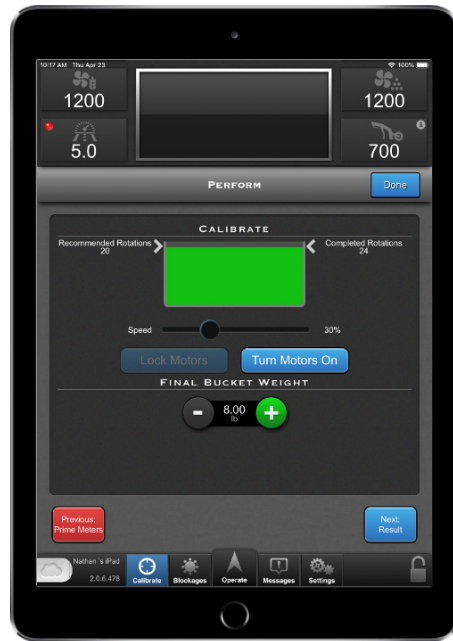 10:17 AM Thu Apr 23
100%
1200
1200
5.0
700
PERFORM
Done
CALIBRATE
Recommended Rotations
20
Completed Rotations
24
Speed
30%
Lock Motors
Turn Motors On
FINAL BUCKET WEIGHT
-
8.00
lb
+
Previous:
Prime Meters
Next:
Result
Nathan 's iPad
2.0.6.478
Calibrate
Blockages
Operate
Messages
Settings